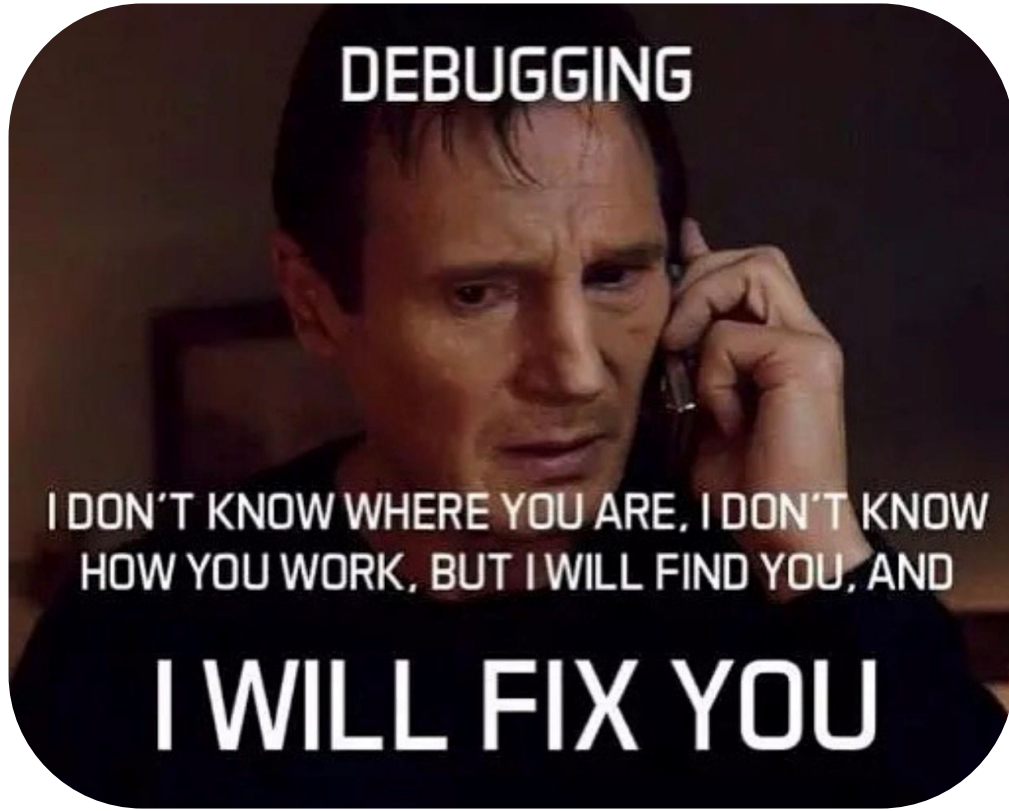 DEBUGGING
I DON'T KNOW WHERE YOU ARE, I DON'T KNOW
HOW YOU WORK, BUT I WILL FIND YOU, AND
I WILL FIX YOU